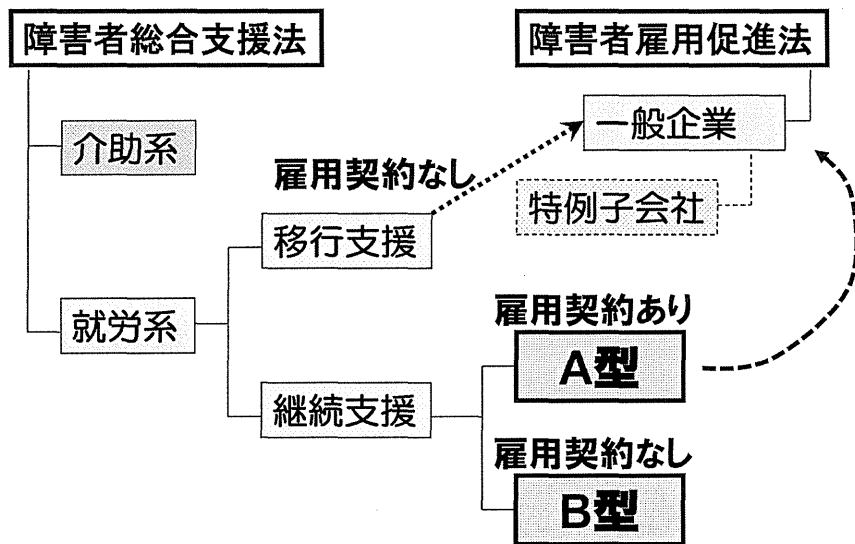 障害者総合支援法
障害者雇用促進法
介助系
一般企業
雇用契約なし
特例子会社
移行支援
就労系
雇用契約あり
A型
継続支援
雇用契約なし
B型